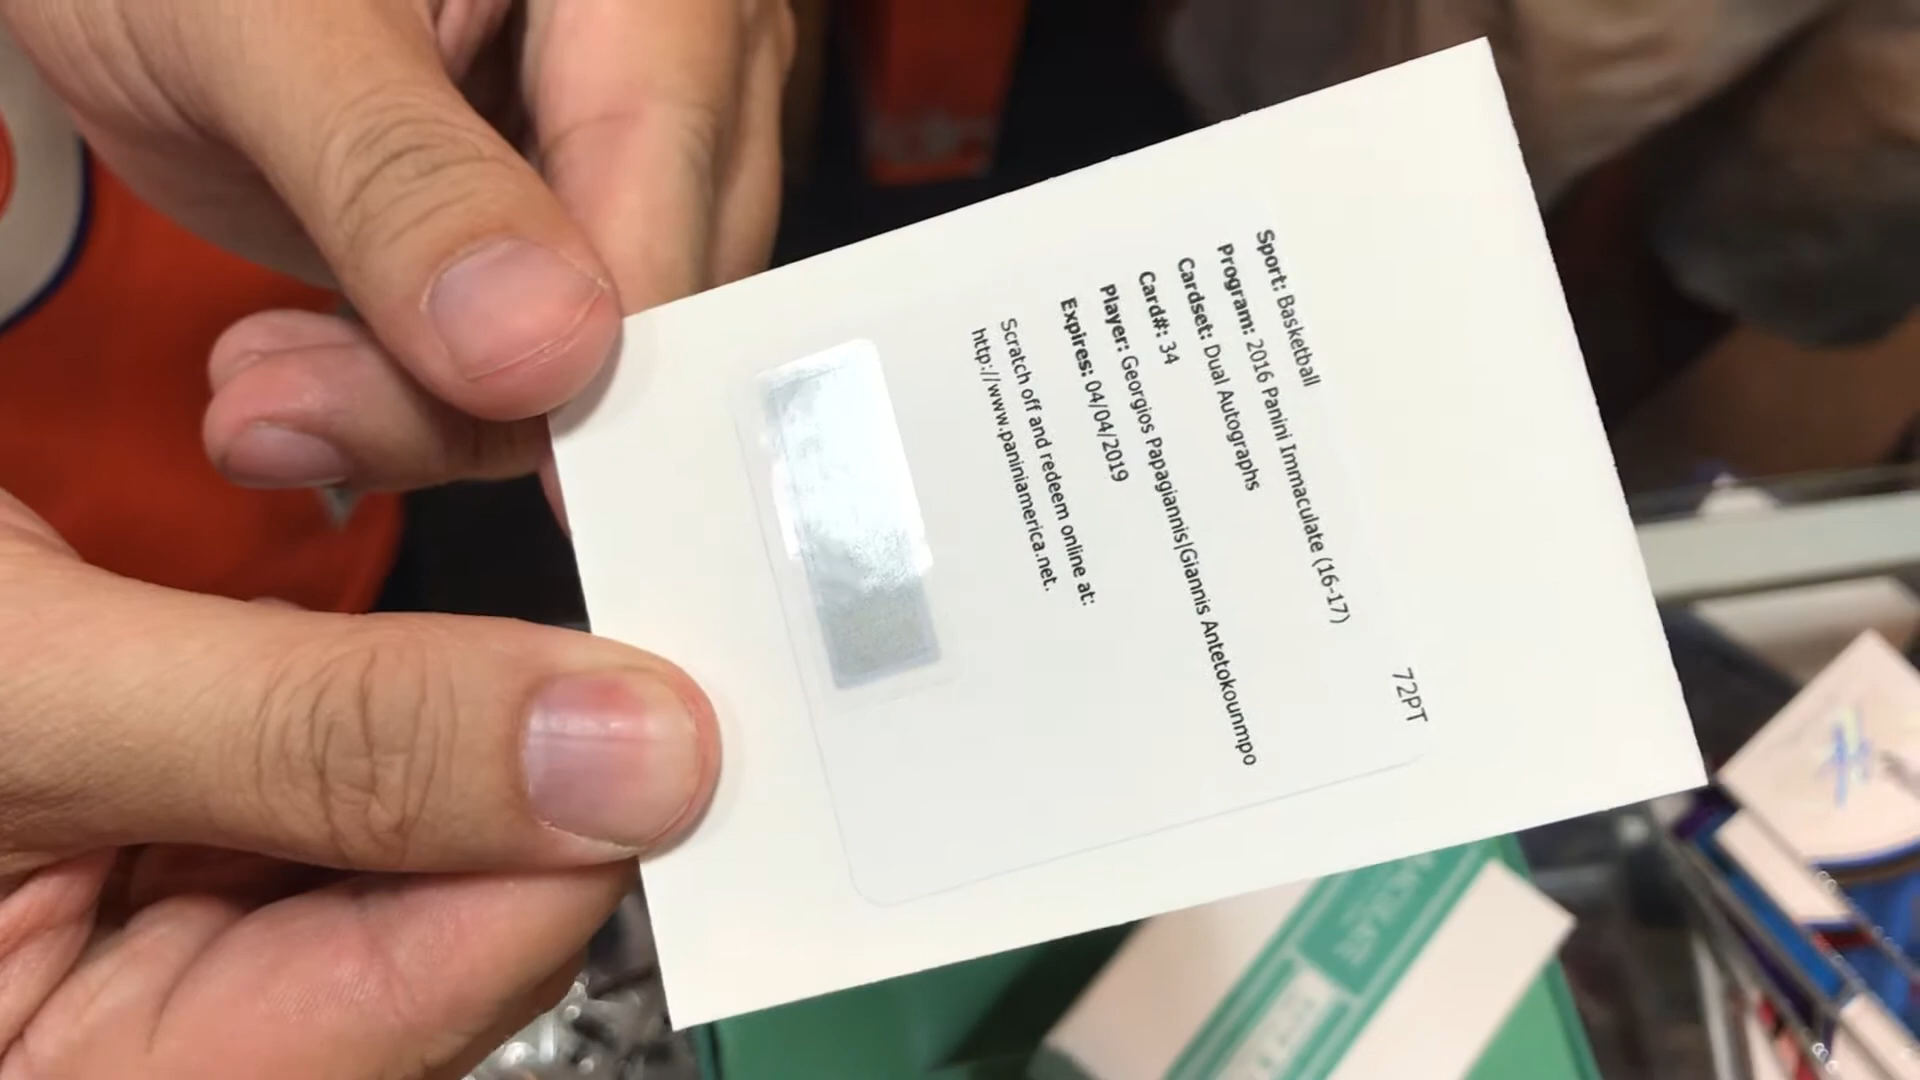 72PT
Sport: Basketball
Program: 2016 Panini Immaculate (16-17)
Cardset: Dual Autographs
Card#: 34
Player: Georgios Papagiannis|Giannis Antetokounmpo
Expires: 04/04/2019
Scratch off and redeem online at:
http://www.paniniamerica.net.